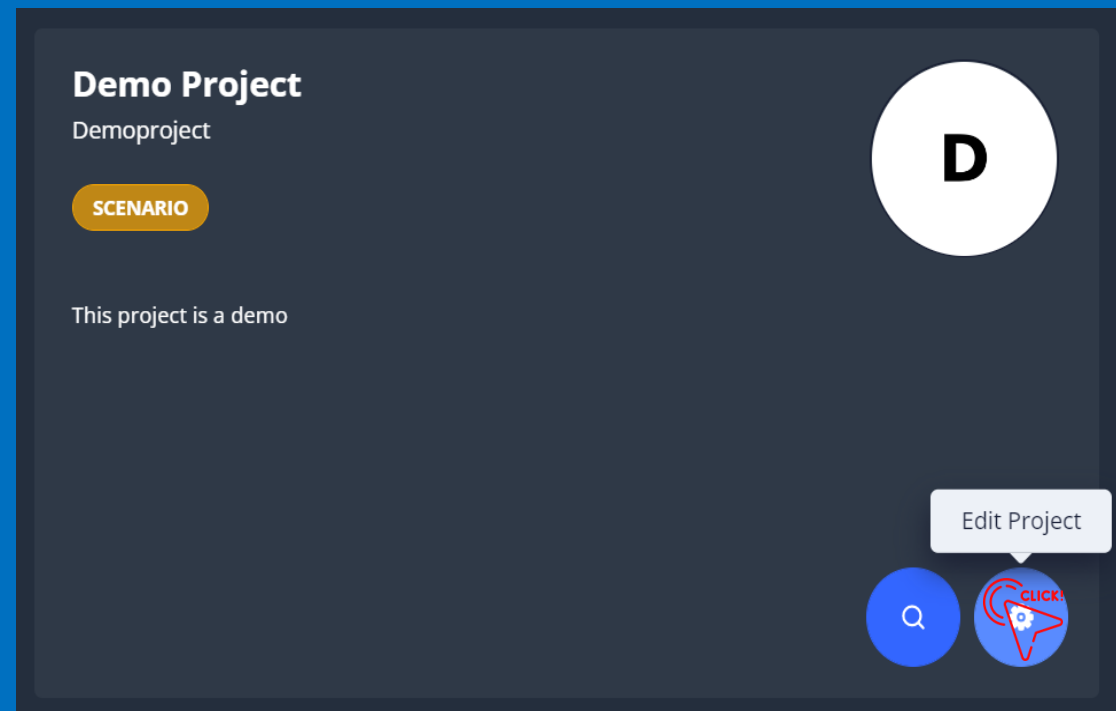 Demo Project
Demoproject
D
SCENARIO
This project is a demo
Edit Project
CLICK!